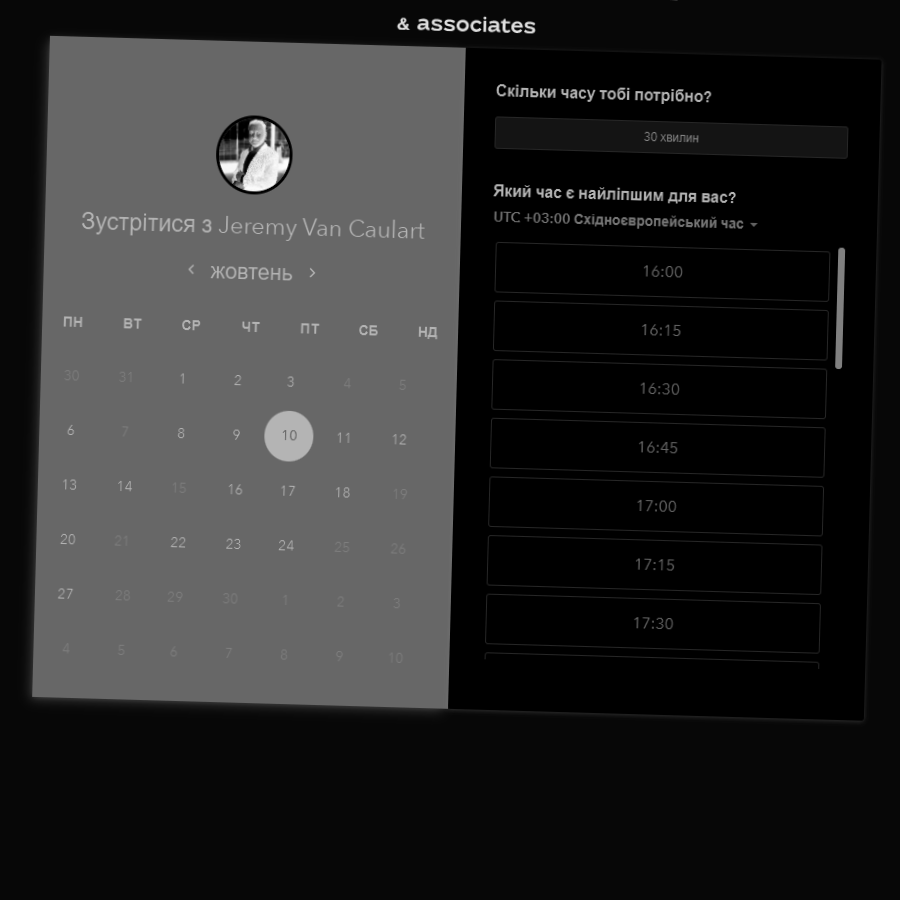 & associates
Зустрітися з Jeremy Van Caulart
жовтень
ПН ВТ СР ЧТ ПТ СБ НД
30 31 1 2 3 4 5
6 7 8 9 10 11 12
13 14 15 16 17 18 19
20 21 22 23 24 25 26
27 28 29 30 1 2 3
4 5 6 7 8 9 10
Скільки часу тобі потрібно?
30 хвилин
Який час є найліпшим для вас?
UTC +03:00 Східноєвропейський час
16:00
16:15
16:30
16:45
17:00
17:15
17:30